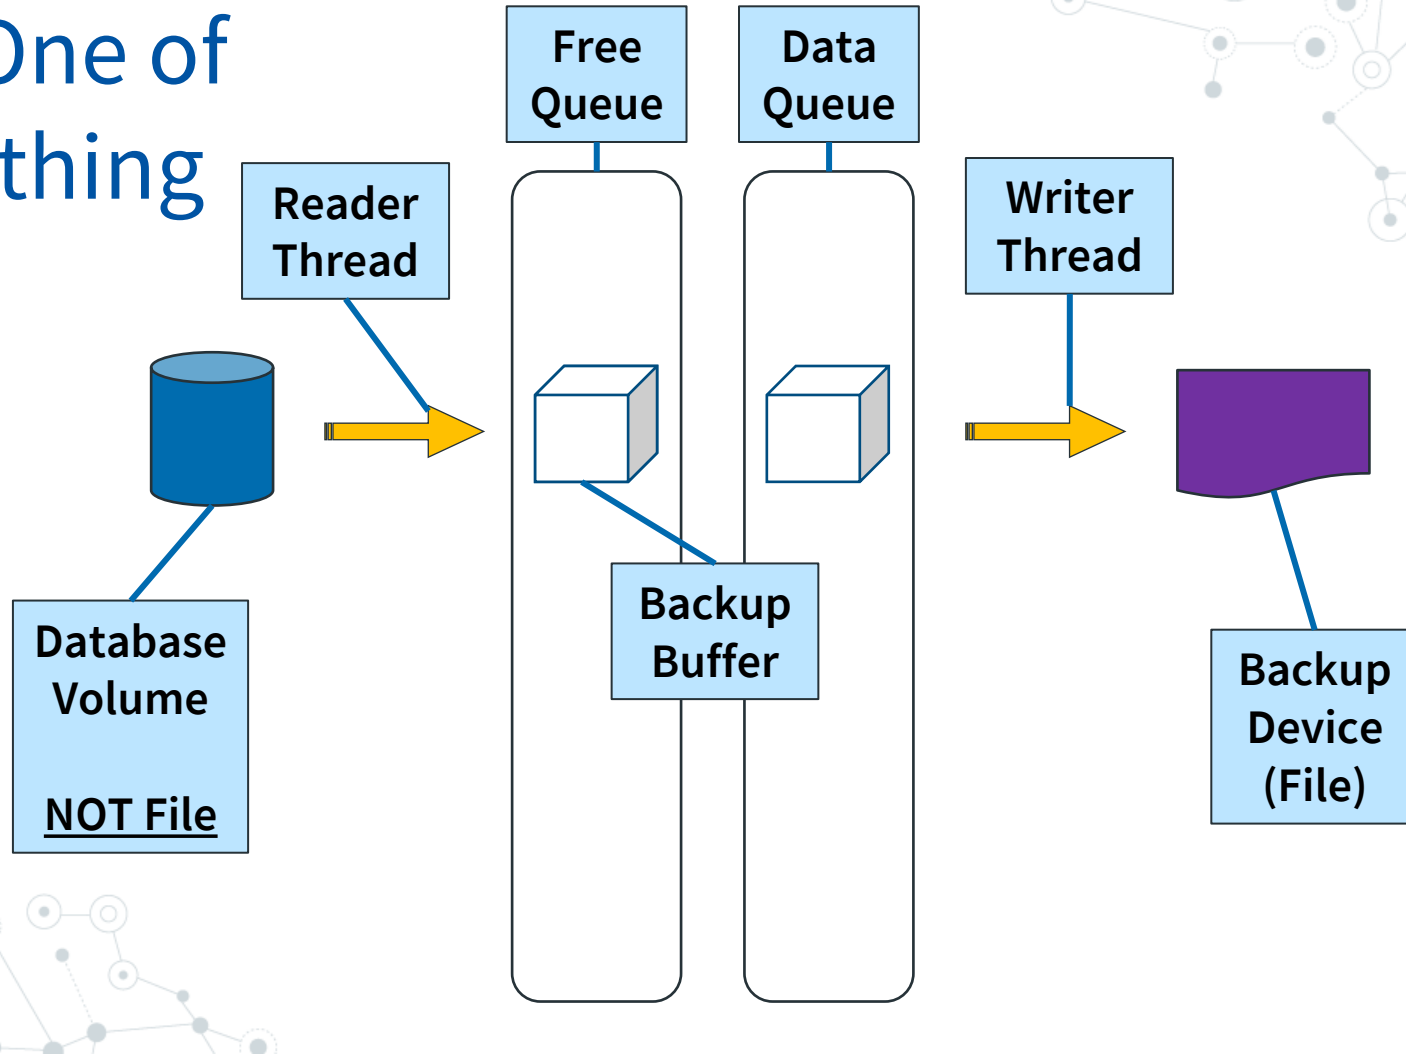 One of
thing
Free
Queue
Data
Queue
Reader
Thread
Writer
Thread
Backup
Buffer
Database
Volume
NOT File
Backup
Device
(File)